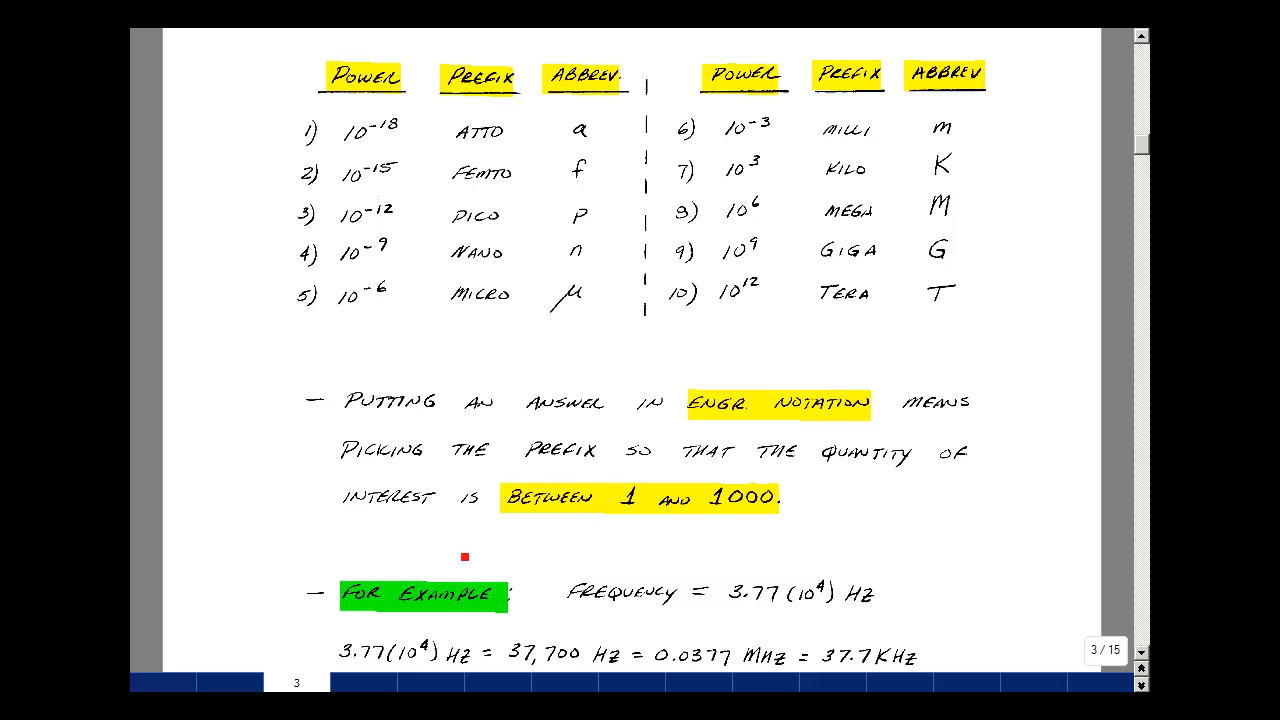 POWER PREFIX ABBREV. POWER PREFIX ABBREV
1) 10^-18 ATTO a 6) 10^-3 MILLI m
2) 10^-15 FEMTO f 7) 10^3 KILO K
3) 10^-12 PICO p 8) 10^6 MEGA M
4) 10^-9 NANO n 9) 10^9 GIGA G
5) 10^-6 MICRO μ 10) 10^12 TERA T
— PUTTING AN ANSWER IN ENGR. NOTATION MEANS
PICKING THE PREFIX SO THAT THE QUANTITY OF
INTEREST IS BETWEEN 1 AND 1000.
— FOR EXAMPLE: FREQUENCY = 3.77(10^4) HZ
3.77(10^4) HZ = 37,700 HZ = 0.0377 MHZ = 37.7 KHZ
3 / 15
3